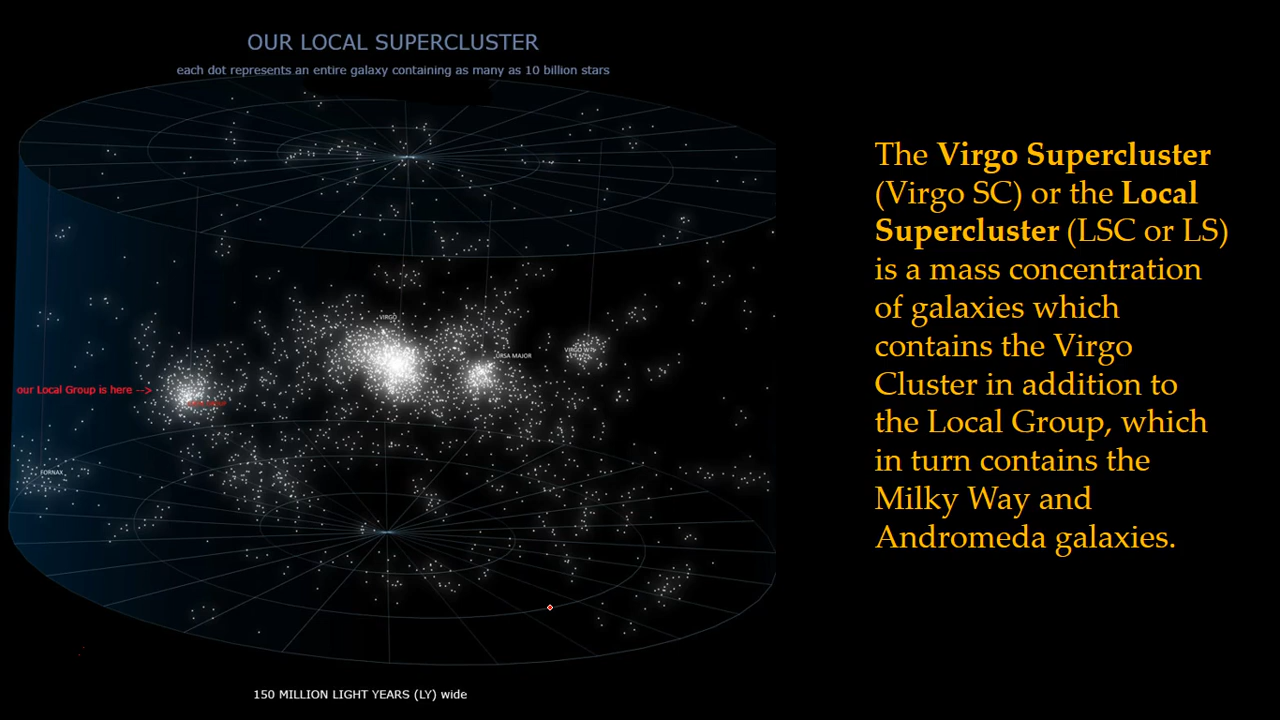 OUR LOCAL SUPERCLUSTER
each dot represents an entire galaxy containing as many as 10 billion stars
VIRGO
URSA MAJOR
our Local Group is here -->
FORNAX
150 MILLION LIGHT YEARS (LY) wide
The Virgo Supercluster
(Virgo SC) or the Local
Supercluster (LSC or LS)
is a mass concentration
of galaxies which
contains the Virgo
Cluster in addition to
the Local Group, which
in turn contains the
Milky Way and
Andromeda galaxies.